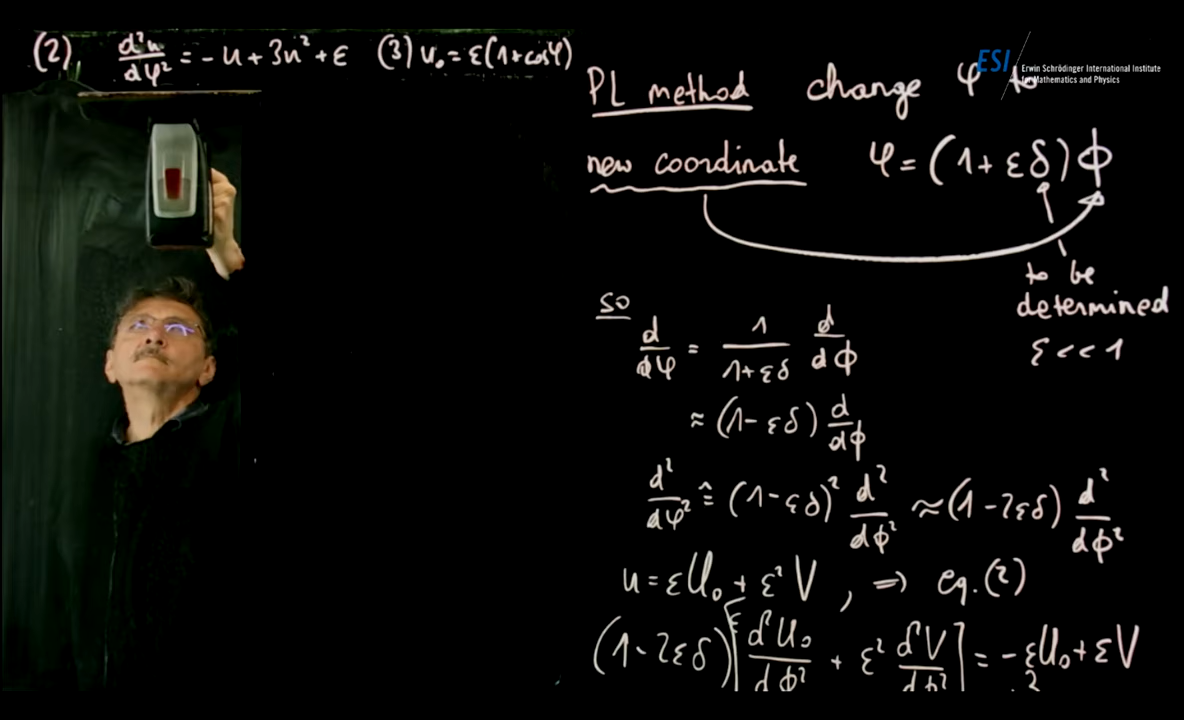 (2) d²u/dφ² = -u + 3u² + ε (3) u₀ = ε(1+cosφ)
ESI Erwin Schrödinger International Institute
for Mathematics and Physics
PL method change φ to
new coordinate φ = (1 + εδ)ϕ
to be
determined
ε << 1
so
d/dφ = 1/(1+εδ) d/dϕ
≈ (1-εδ) d/dϕ
d²/dφ² ≙ (1-εδ)² d²/dϕ² ≈ (1-2εδ) d²/dϕ²
u = εU₀ + ε²V , ⇒ eq.(2)
(1-2εδ)[ε d²U₀/dϕ² + ε² d²V/dϕ²] = -εU₀ + εV